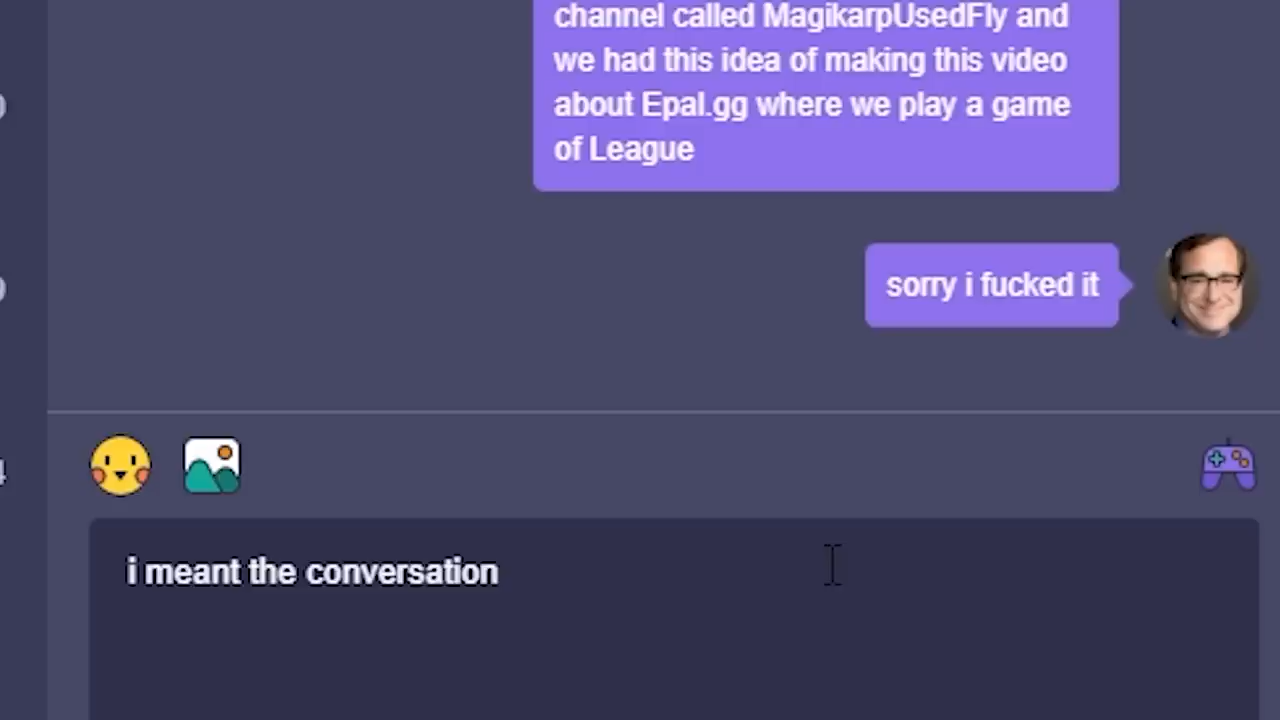 channel called MagikarpUsedFly and
we had this idea of making this video
about Epal.gg where we play a game
of League
sorry i fucked it
i meant the conversation